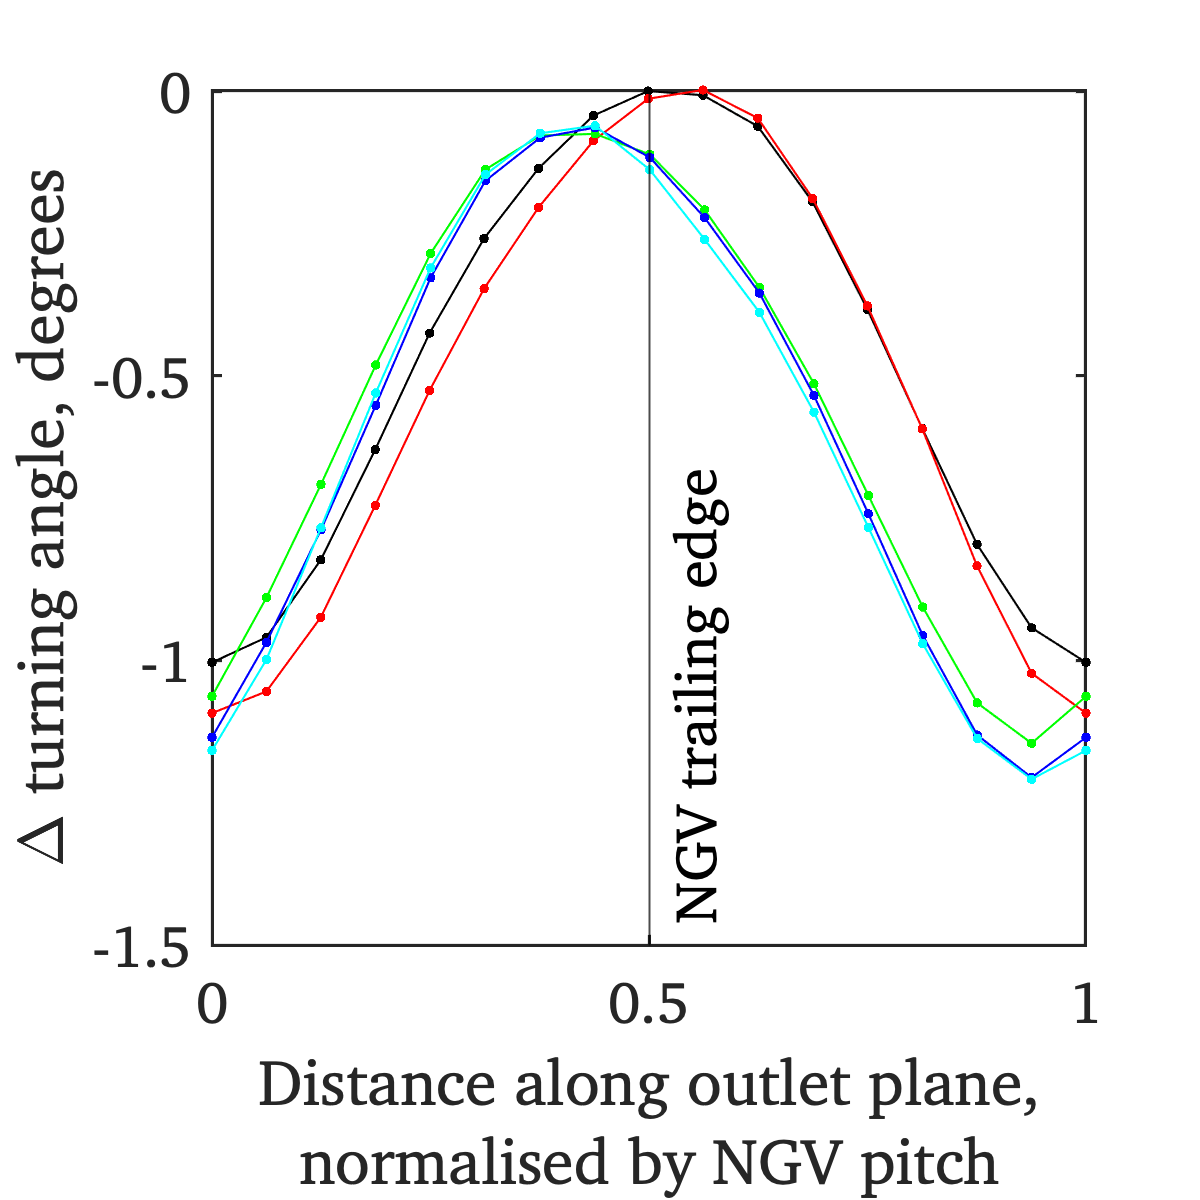 Δ turning angle, degrees
0
-0.5
-1
-1.5
NGV trailing edge
0
0.5
1
Distance along outlet plane,
normalised by NGV pitch